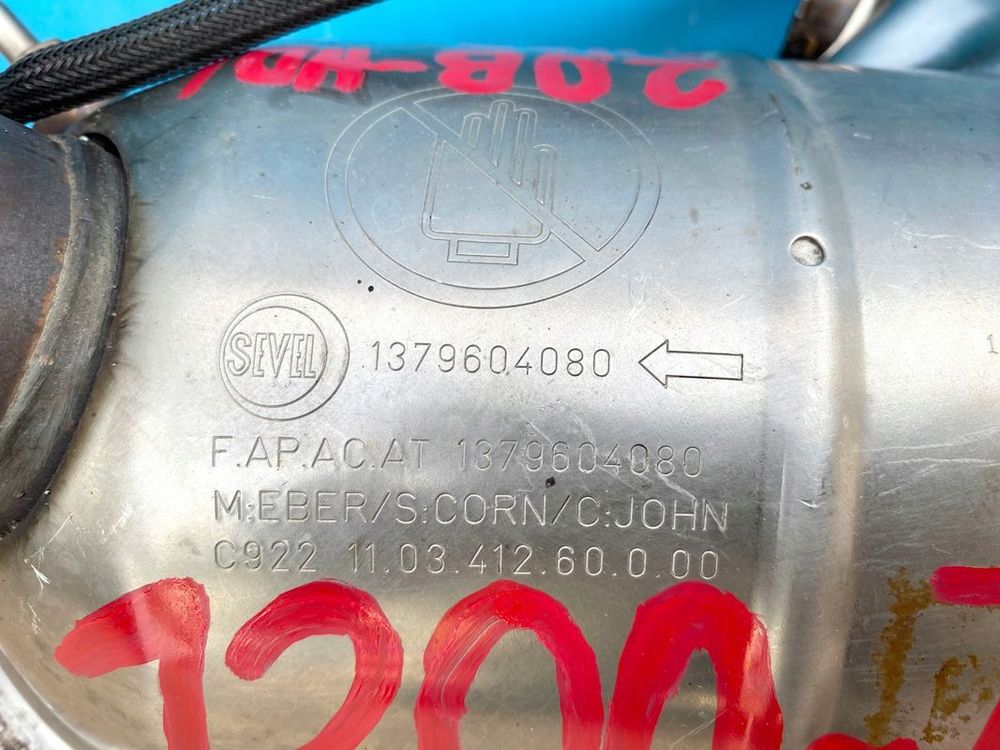 2.0B-HDI
SEVEL 1379604080
F.AP.AC.AT 1379604080
M:EBER/S:CORN/C:JOHN
C922 11.03.412.60.0.00
1200